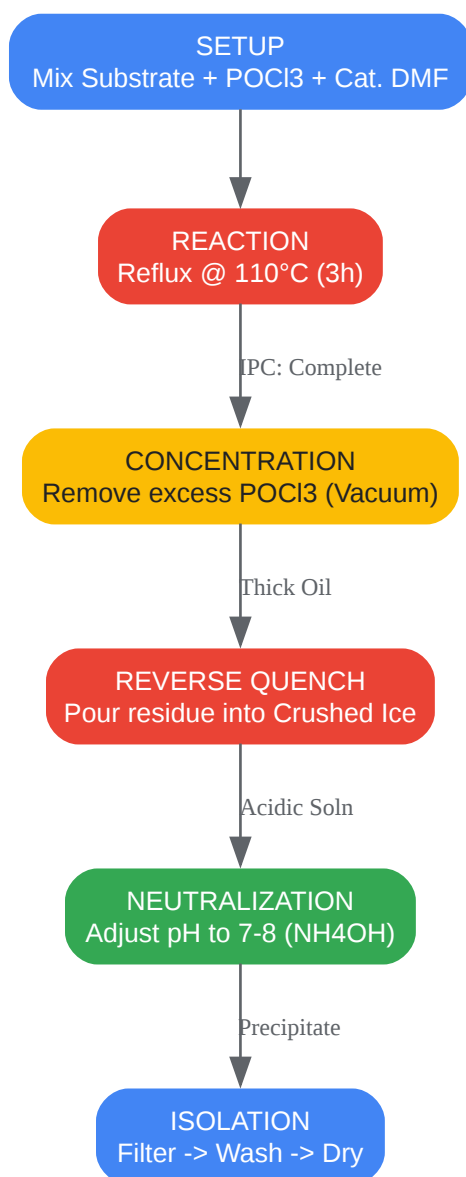 SETUP
Mix Substrate + POCl3 + Cat. DMF
REACTION
Reflux @ 110°C (3h)
IPC: Complete
CONCENTRATION
Remove excess POCl3 (Vacuum)
Thick Oil
REVERSE QUENCH
Pour residue into Crushed Ice
Acidic Soln
NEUTRALIZATION
Adjust pH to 7-8 (NH4OH)
Precipitate
ISOLATION
Filter -> Wash -> Dry